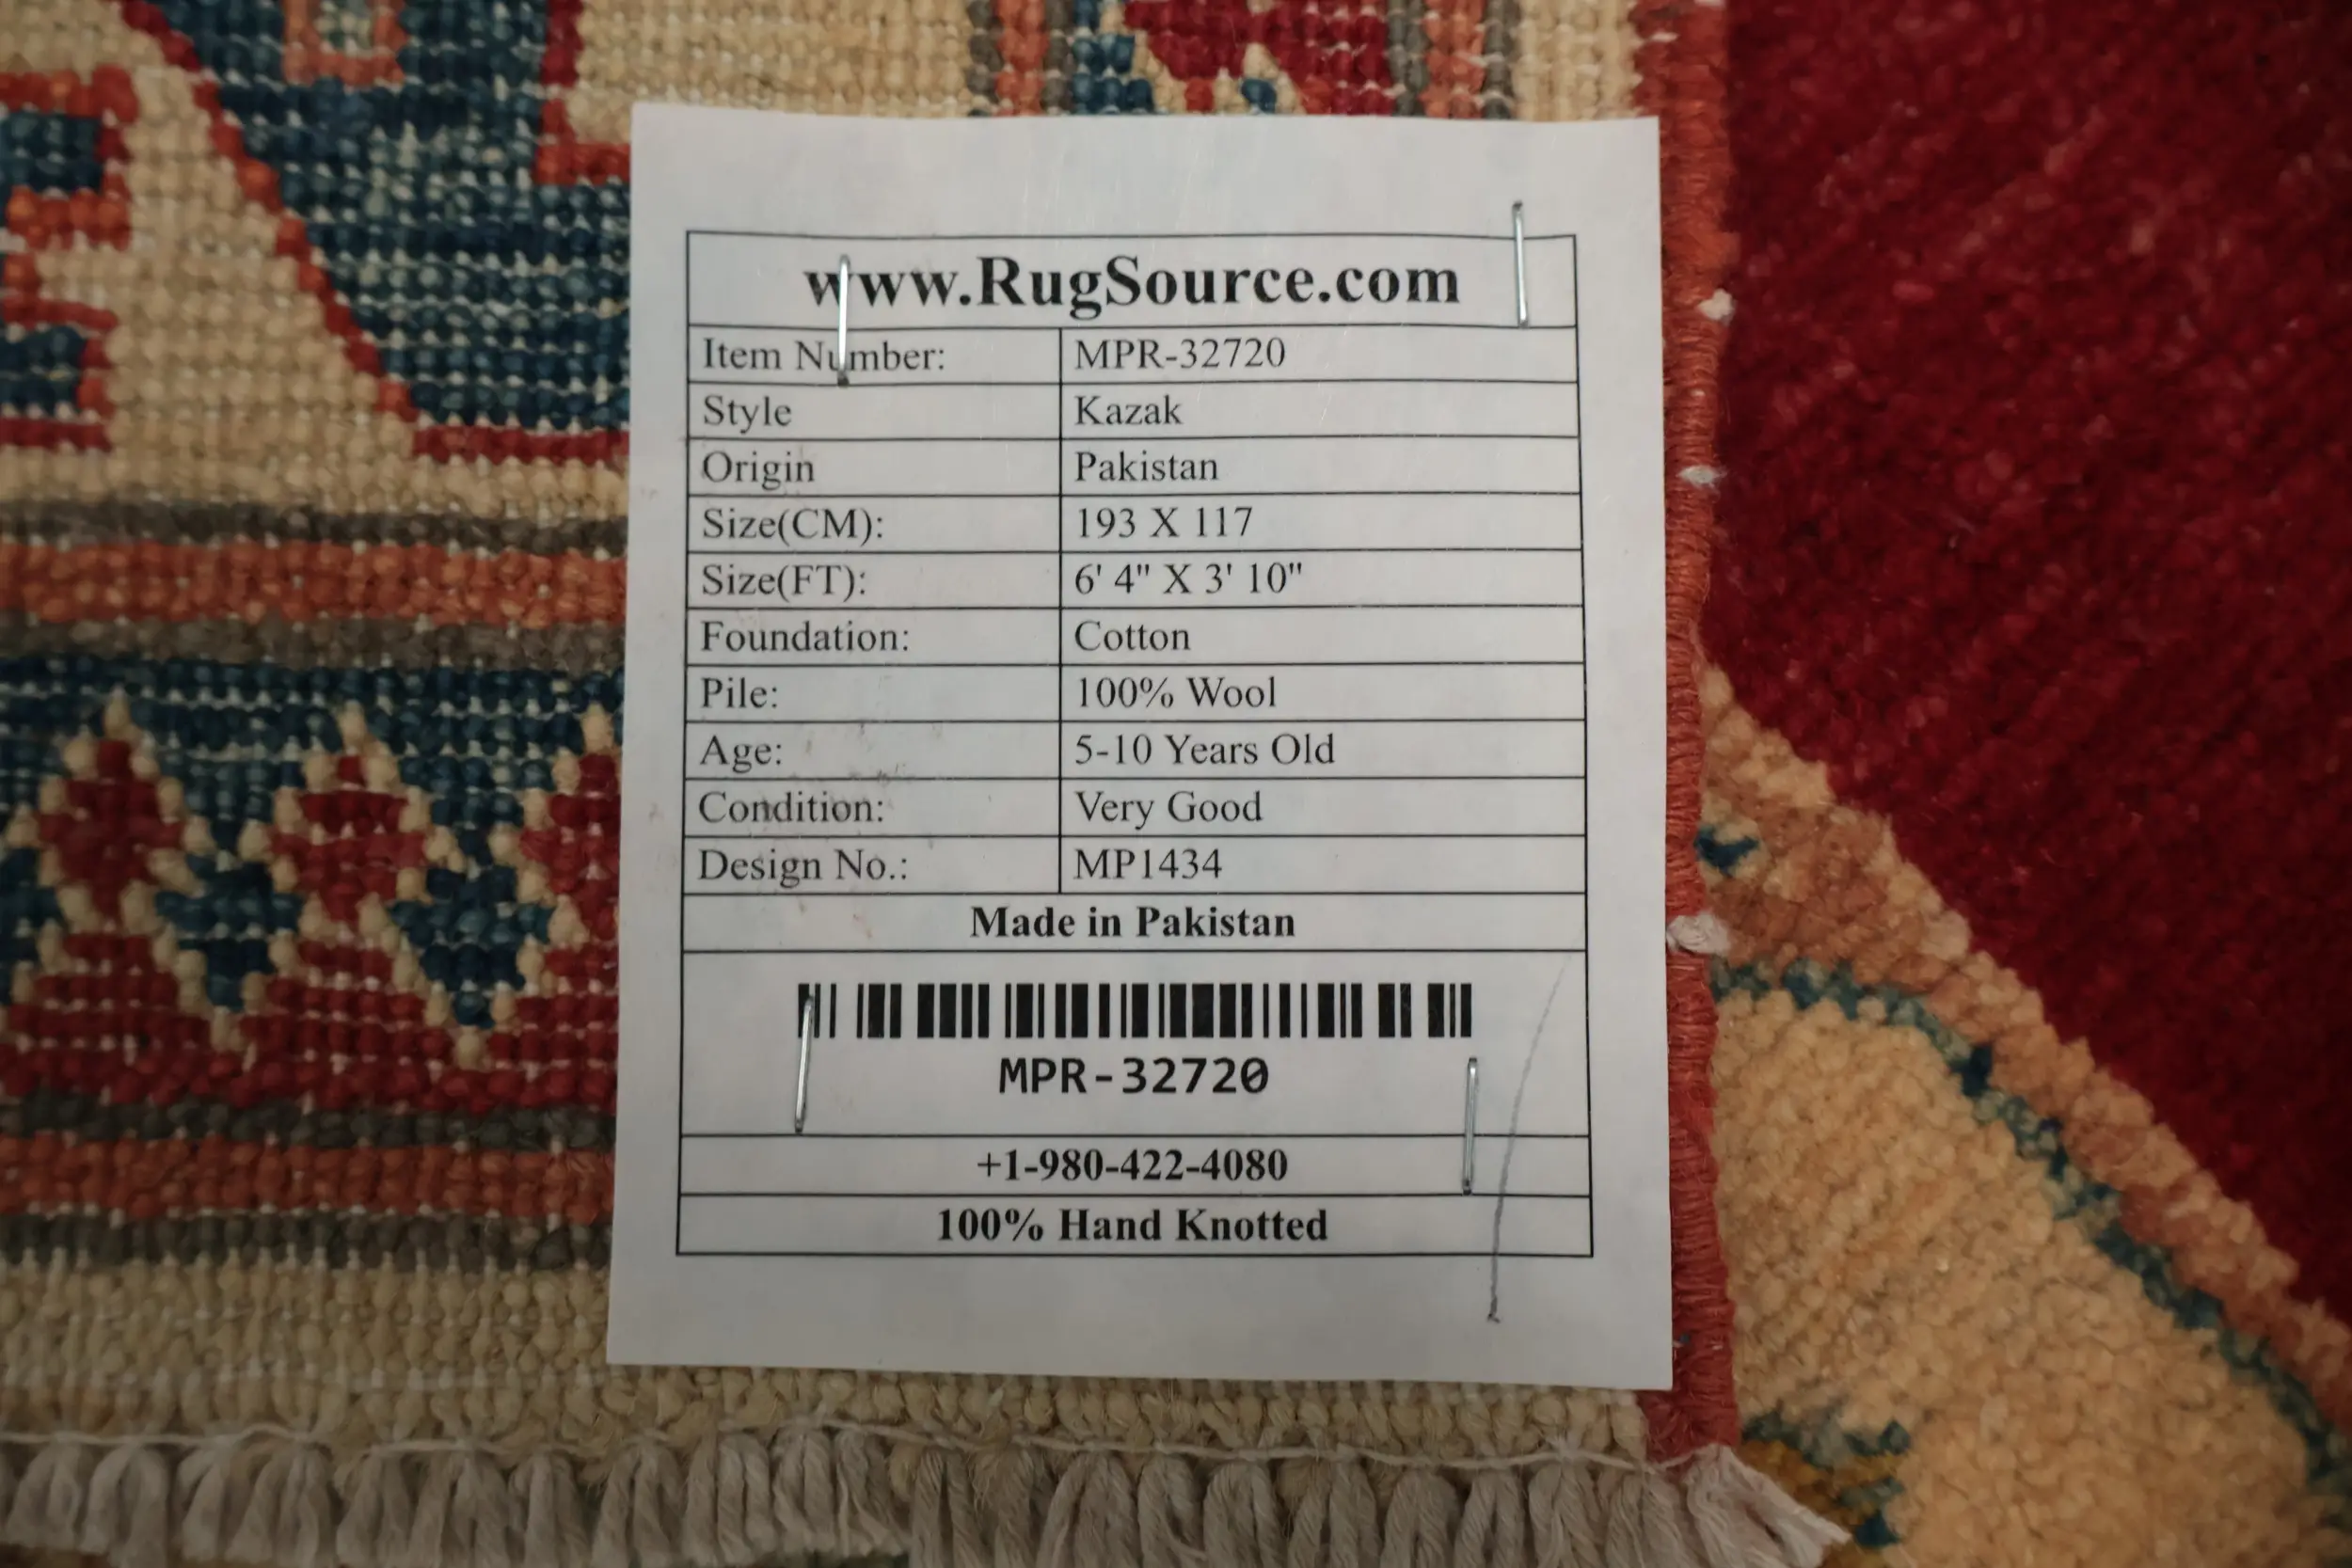 www.RugSource.com
Item Number: MPR-32720
Style Kazak
Origin Pakistan
Size(CM): 193 X 117
Size(FT): 6' 4" X 3' 10"
Foundation: Cotton
Pile: 100% Wool
Age: 5-10 Years Old
Condition: Very Good
Design No.: MP1434
Made in Pakistan
MPR-32720
+1-980-422-4080
100% Hand Knotted